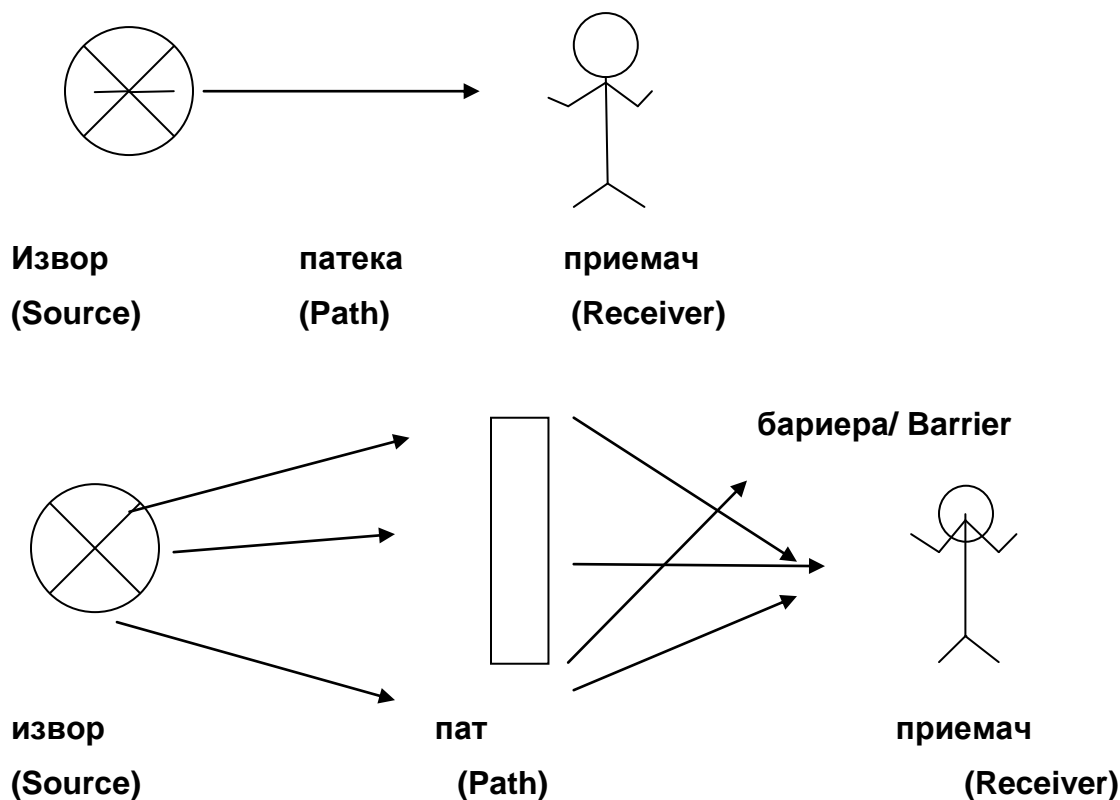 Извор патека приемач
(Source) (Path) (Receiver)
бариера/ Barrier
извор пат приемач
(Source) (Path) (Receiver)